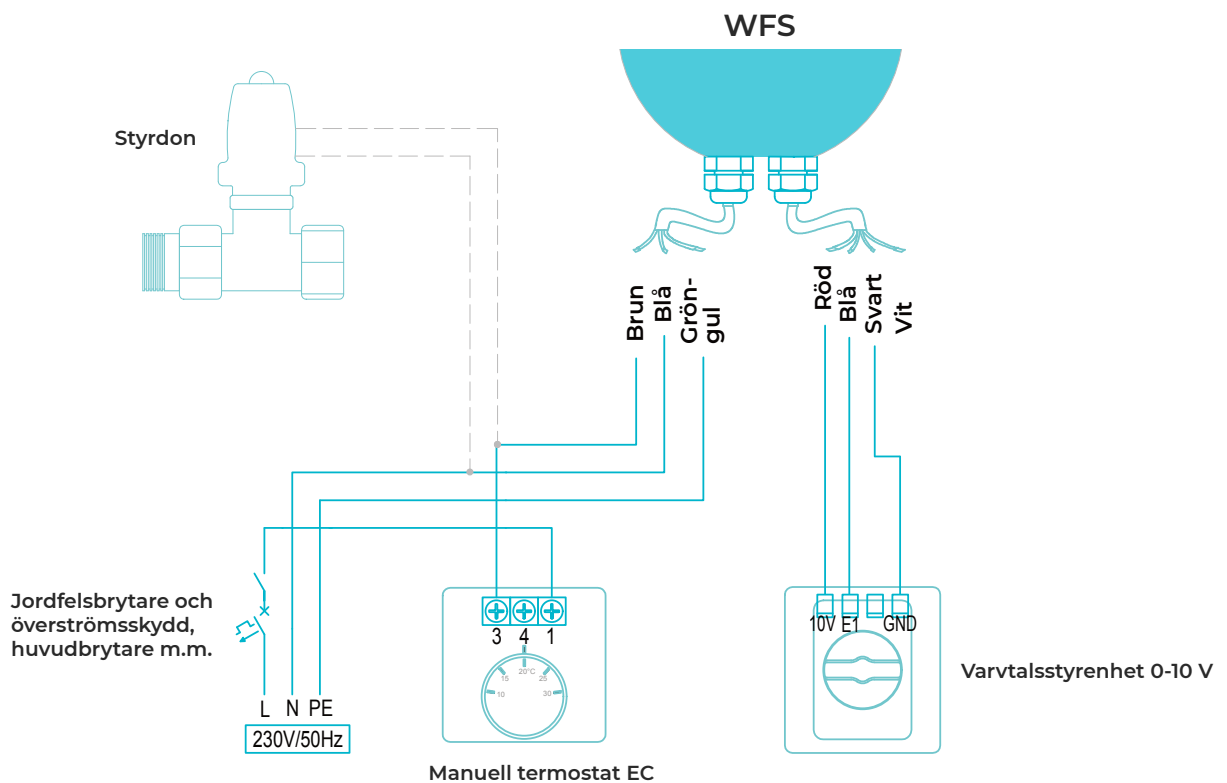 WFS
Styrdon
Brun
Blå
Grön-
gul
Röd
Blå
Svart
Vit
Jordfelsbrytare och
överströmsskydd,
huvudbrytare m.m.
L N PE
230V/50Hz
3 4 1
10 15 20°C 25 30
Manuell termostat EC
10V E1 GND
Varvtalsstyrenhet 0-10 V